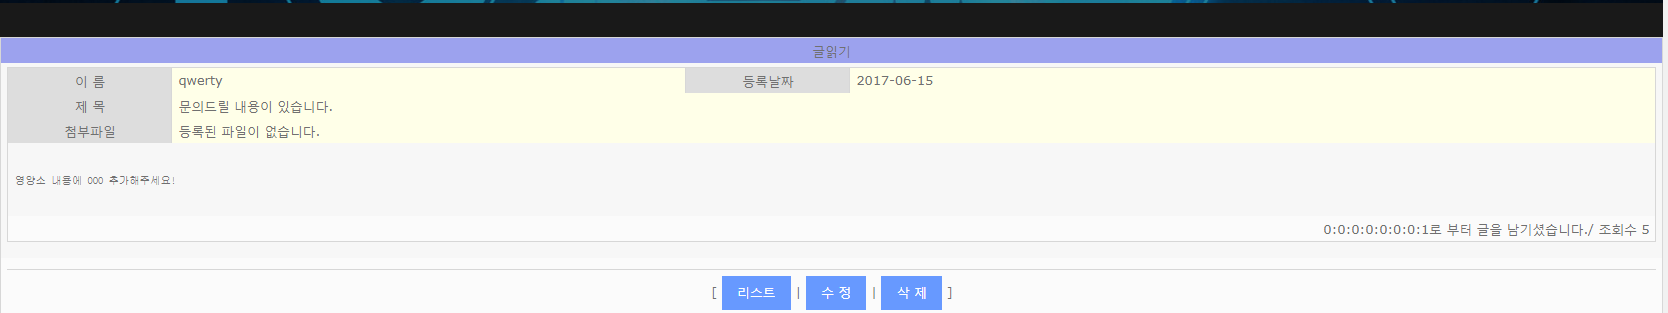 글읽기
이 름 qwerty 등록날짜 2017-06-15
제 목 문의드릴 내용이 있습니다.
첨부파일 등록된 파일이 없습니다.
영양소 내용에 000 추가해주세요!
0:0:0:0:0:0:0:1로 부터 글을 남기셨습니다./ 조회수 5
[ 리스트 | 수 정 | 삭 제 ]